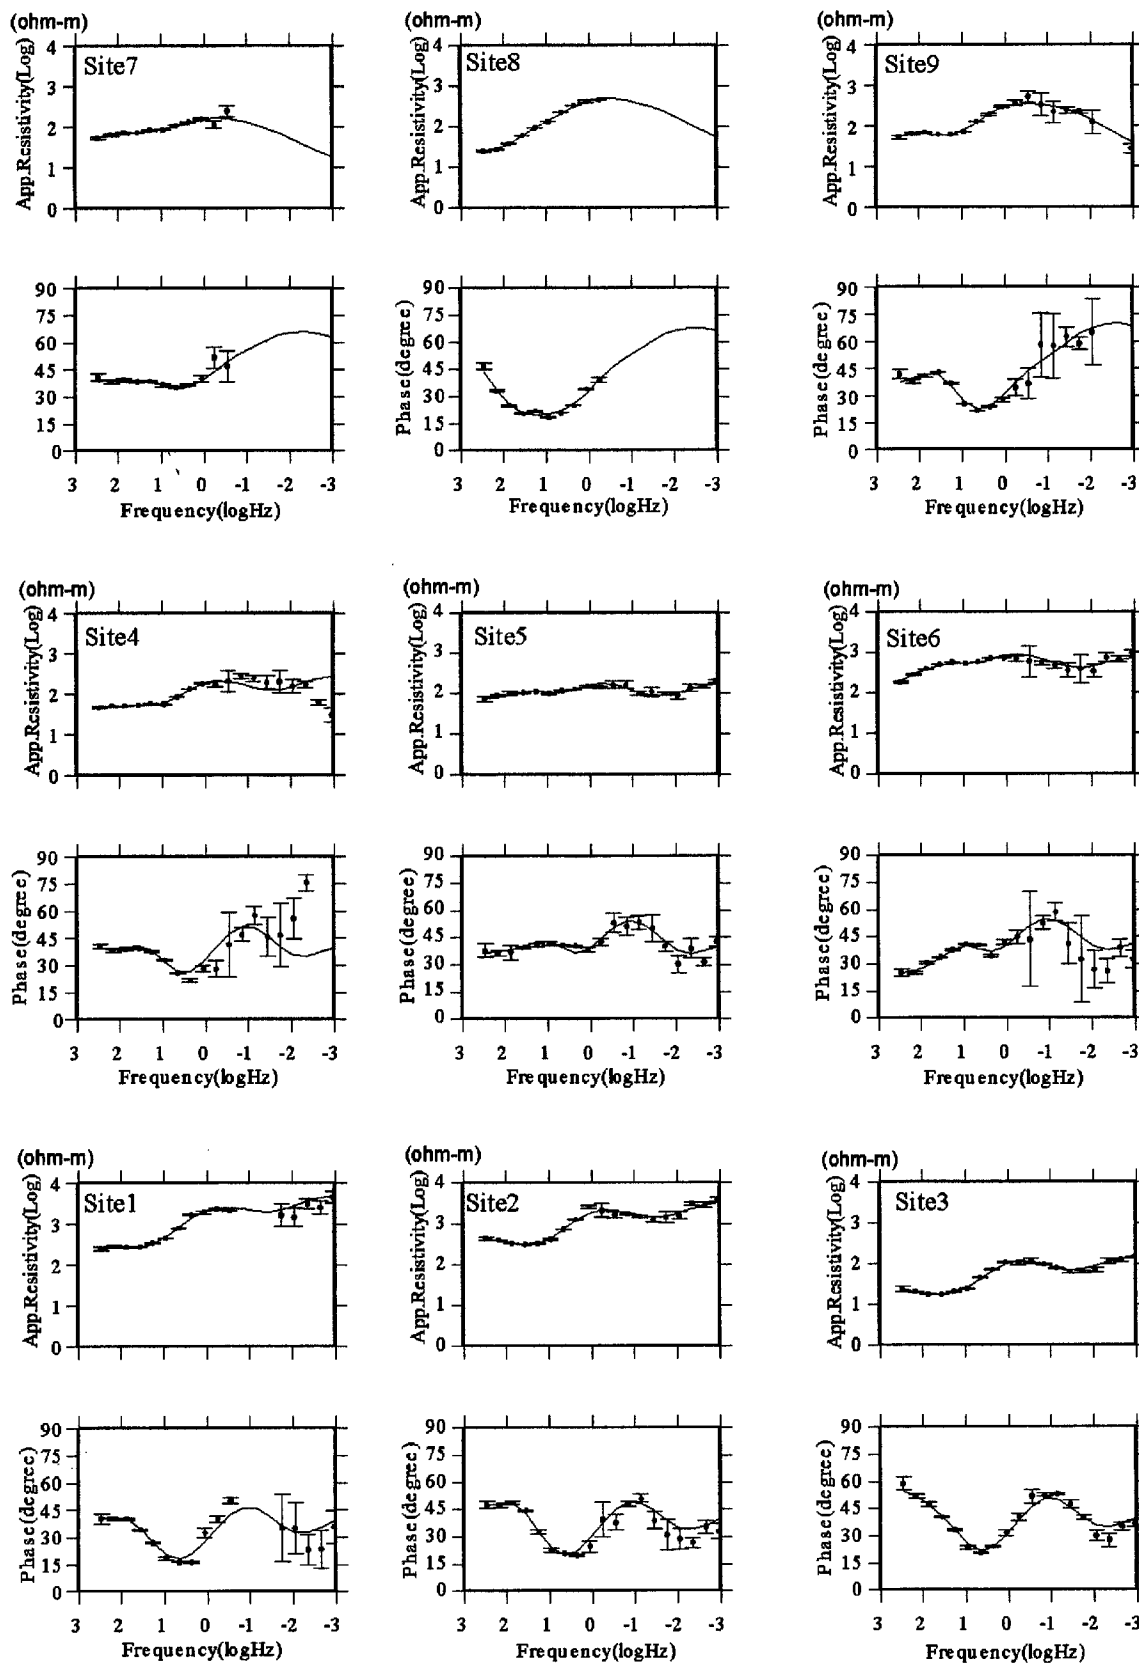 (ohm-m) (ohm-m) (ohm-m)
App.Resistivity(Log) 4 3 2 1 0 Site7
App.Resistivity(Log) 4 3 2 1 0 Site8
App.Resistivity(Log) 4 3 2 1 0 Site9
90 75 60 45 30 15 0
Phase(degree) 90 75 60 45 30 15 0
Phase(degree) 90 75 60 45 30 15 0
3 2 1 0 -1 -2 -3
3 2 1 0 -1 -2 -3
3 2 1 0 -1 -2 -3
Frequency(logHz) Frequency(logHz) Frequency(logHz)
(ohm-m) (ohm-m) (ohm-m)
App.Resistivity(Log) 4 3 2 1 0 Site4
App.Resistivity(Log) 4 3 2 1 0 Site5
App.Resistivity(Log) 4 3 2 1 0 Site6
Phase(degree) 90 75 60 45 30 15 0
Phase(degree) 90 75 60 45 30 15 0
Phase(degree) 90 75 60 45 30 15 0
3 2 1 0 -1 -2 -3
3 2 1 0 -1 -2 -3
3 2 1 0 -1 -2 -3
Frequency(logHz) Frequency(logHz) Frequency(logHz)
(ohm-m) (ohm-m) (ohm-m)
App.Resistivity(Log) 4 3 2 1 0 Site1
App.Resistivity(Log) 4 3 2 1 0 Site2
App.Resistivity(Log) 4 3 2 1 0 Site3
Phase(degree) 90 75 60 45 30 15 0
Phase(degree) 90 75 60 45 30 15 0
Phase(degree) 90 75 60 45 30 15 0
3 2 1 0 -1 -2 -3
3 2 1 0 -1 -2 -3
3 2 1 0 -1 -2 -3
Frequency(logHz) Frequency(logHz) Frequency(logHz)